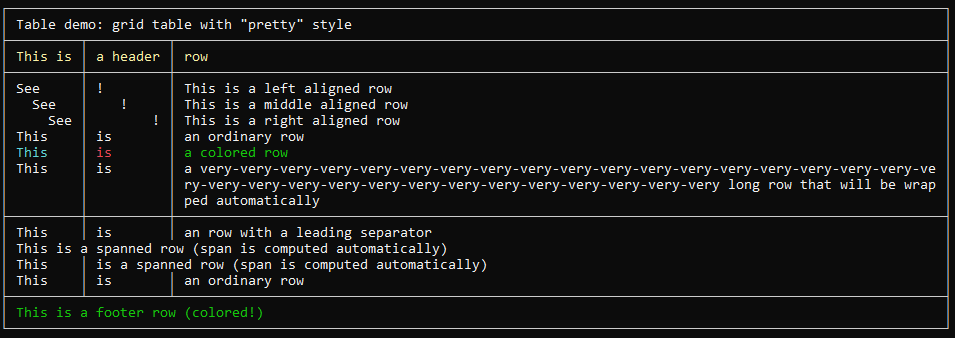 Table demo: grid table with "pretty" style
This is a header row
See ! This is a left aligned row
See ! This is a middle aligned row
See ! This is a right aligned row
This is an ordinary row
This is a colored row
This is a very-very-very-very-very-very-very-very-very-very-very-very-very-very-very-very-very-very-ve
ry-very-very-very-very-very-very-very-very-very-very-very-very-very long row that will be wrap
ped automatically
This is an row with a leading separator
This is a spanned row (span is computed automatically)
This is a spanned row (span is computed automatically)
This is an ordinary row
This is a footer row (colored!)